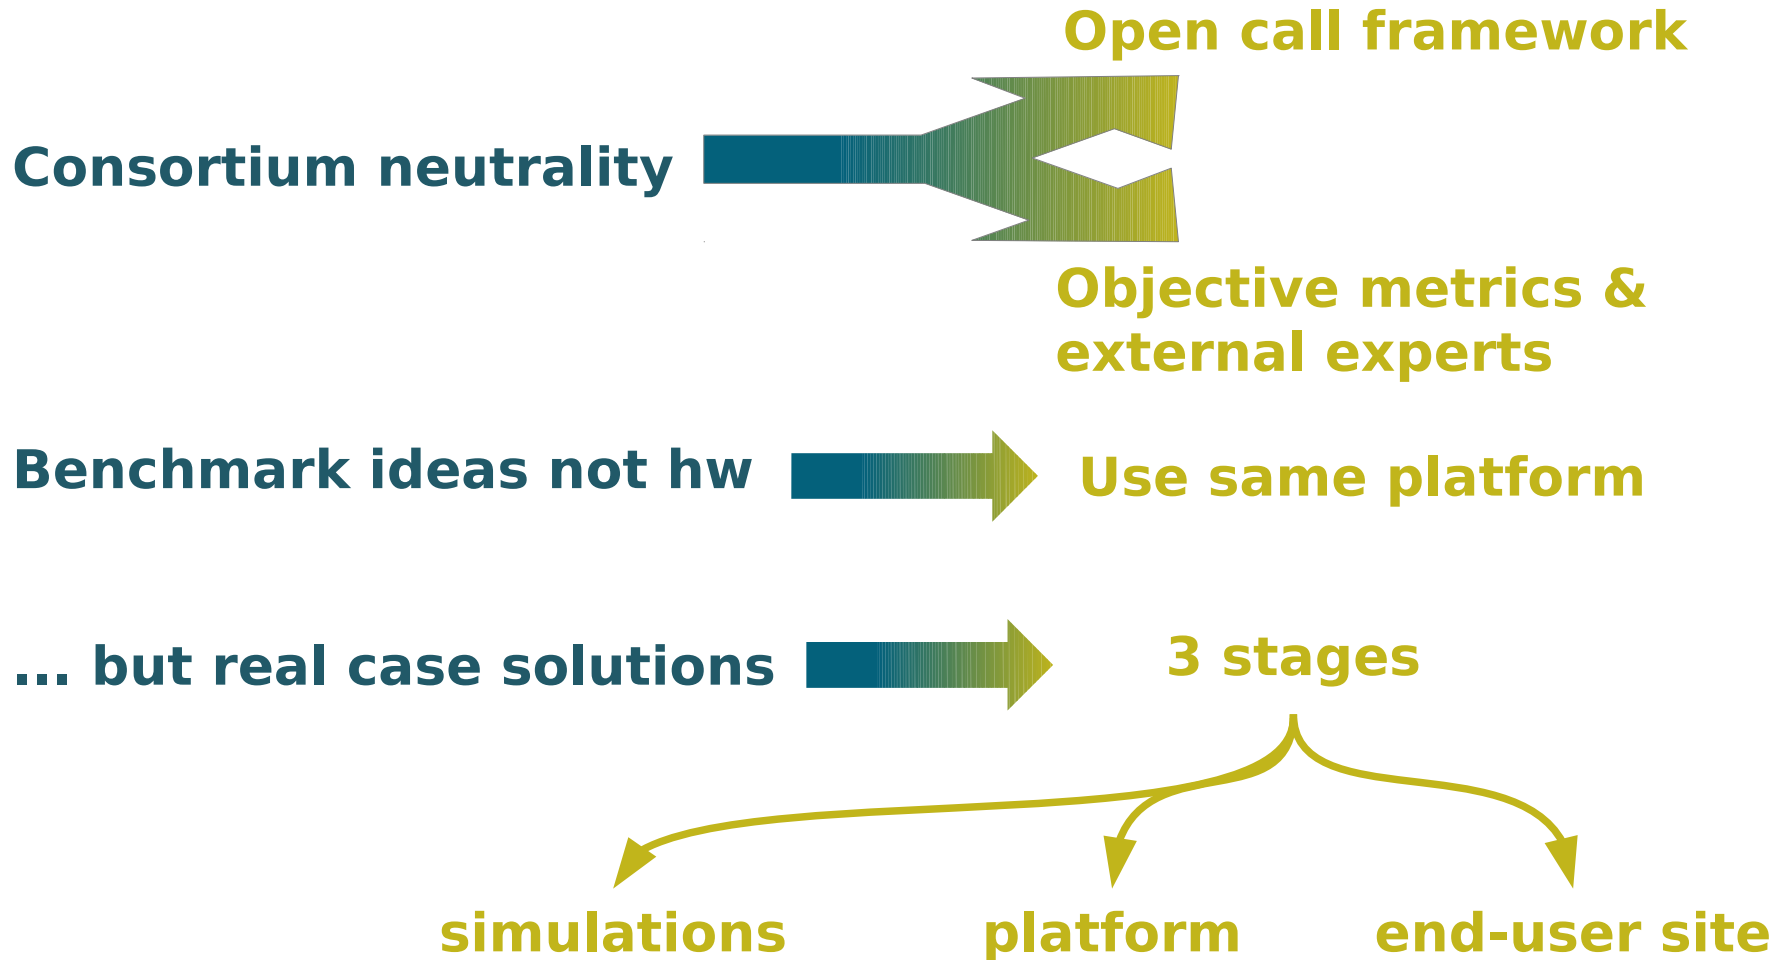 Open call framework
Consortium neutrality
Objective metrics &
external experts
Benchmark ideas not hw
Use same platform
... but real case solutions
3 stages
simulations
platform
end-user site